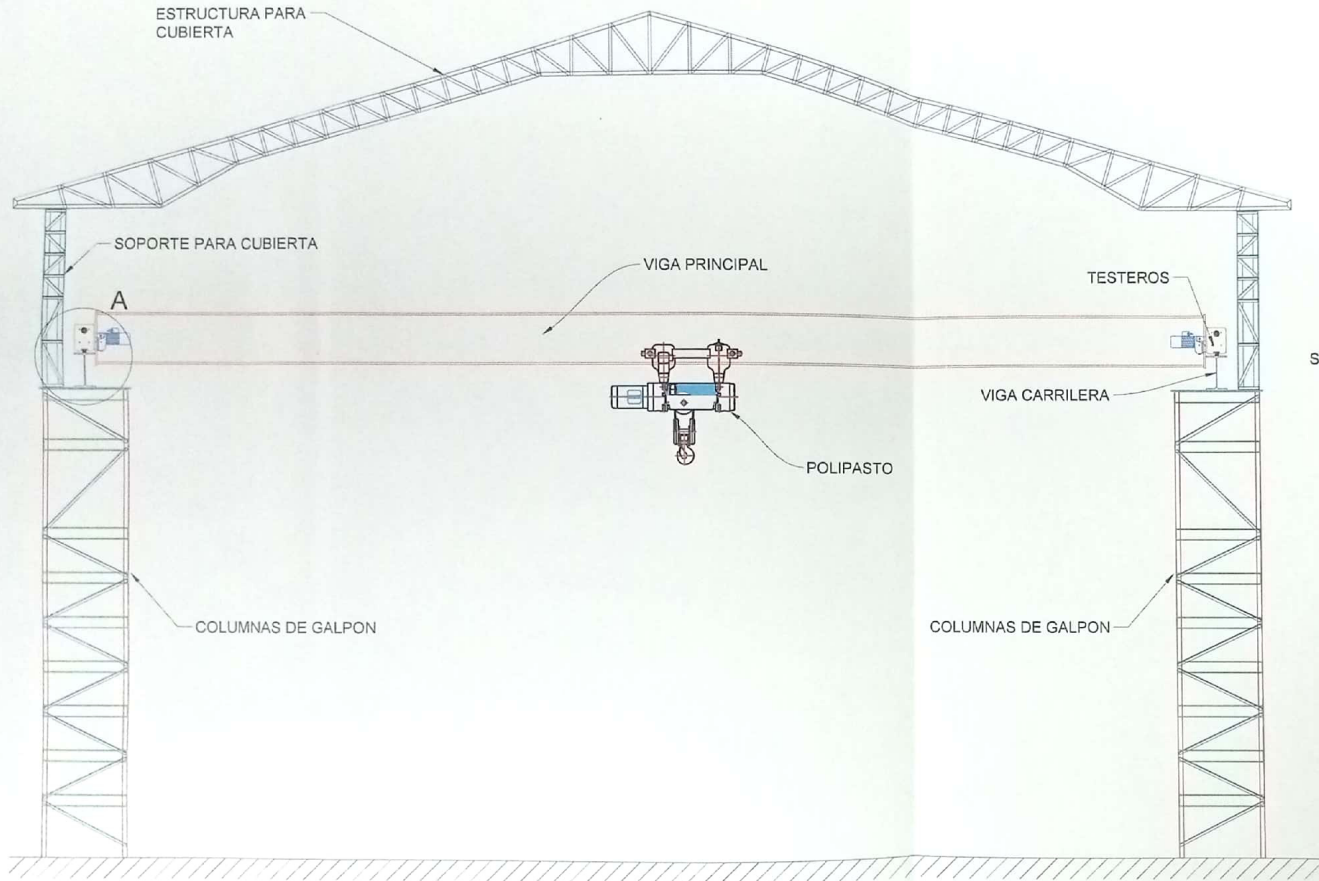 ESTRUCTURA PARA
CUBIERTA
SOPORTE PARA CUBIERTA
A
VIGA PRINCIPAL
TESTEROS
S
VIGA CARRILERA
POLIPASTO
COLUMNAS DE GALPON
COLUMNAS DE GALPON